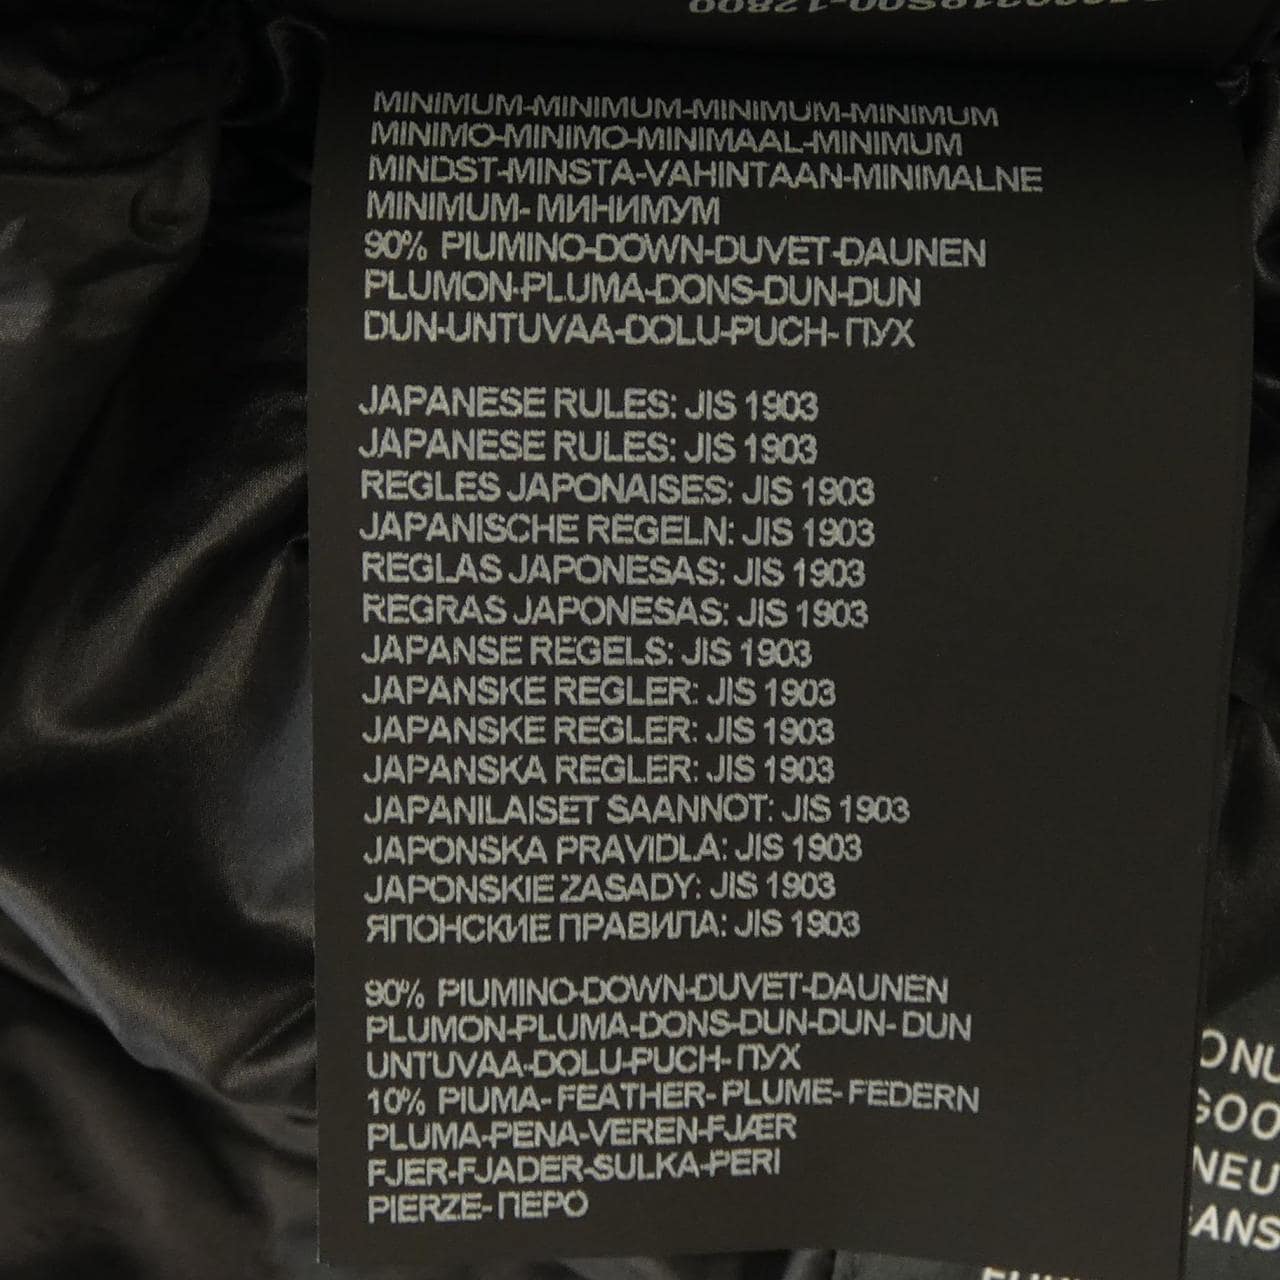 MINIMUM-MINIMUM-MINIMUM-MINIMUM
MINIMO-MINIMO-MINIMAAL-MINIMUM
MINDST-MINSTA-VAHINTAAN-MINIMALNE
MINIMUM- МИНИМУМ
90% PIUMINO-DOWN-DUVET-DAUNEN
PLUMON-PLUMA-DONS-DUN-DUN
DUN-UNTUVAA-DOLU-PUCH- ПУХ
JAPANESE RULES: JIS 1903
JAPANESE RULES: JIS 1903
REGLES JAPONAISES: JIS 1903
JAPANISCHE REGELN: JIS 1903
REGLAS JAPONESAS: JIS 1903
REGRAS JAPONESAS: JIS 1903
JAPANSE REGELS: JIS 1903
JAPANSKE REGLER: JIS 1903
JAPANSKE REGLER: JIS 1903
JAPANSKA REGLER: JIS 1903
JAPANILAISET SAANNOT: JIS 1903
JAPONSKA PRAVIDLA: JIS 1903
JAPONSKIE ZASADY: JIS 1903
ЯПОНСКИЕ ПРАВИЛА: JIS 1903
90% PIUMINO-DOWN-DUVET-DAUNEN
PLUMON-PLUMA-DONS-DUN-DUN- DUN
UNTUVAA-DOLU-PUCH- ПУХ
10% PIUMA- FEATHER- PLUME- FEDERN
PLUMA-PENA-VEREN-FJÆR
FJER-FJADER-SULKA-PERI
PIERZE- ПЕРО